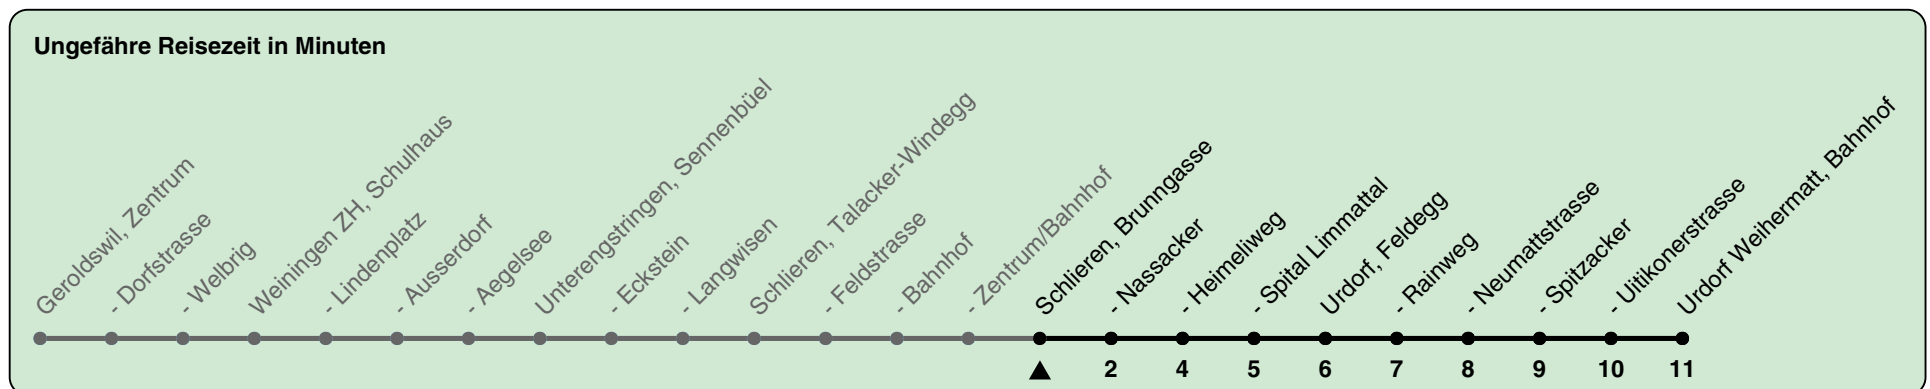 Ungefähre Reisezeit in Minuten
Geroldswil, Zentrum
- Dorfstrasse
- Welbrig
Weiningen ZH, Schulhaus
- Lindenplatz
- Ausserdorf
- Aegelsee
Unterengstringen, Sennenbüel
- Eckstein
- Langwisen
Schlieren, Talacker-Windegg
- Feldstrasse
- Bahnhof
- Zentrum/Bahnhof
Schlieren, Brunngasse
- Nassacker
- Heimeliweg
- Spital Limmattal
Urdorf, Feldegg
- Rainweg
- Neumattstrasse
- Spitzacker
- Uitikonerstrasse
Urdorf Weihermatt, Bahnhof
2 4 5 6 7 8 9 10 11